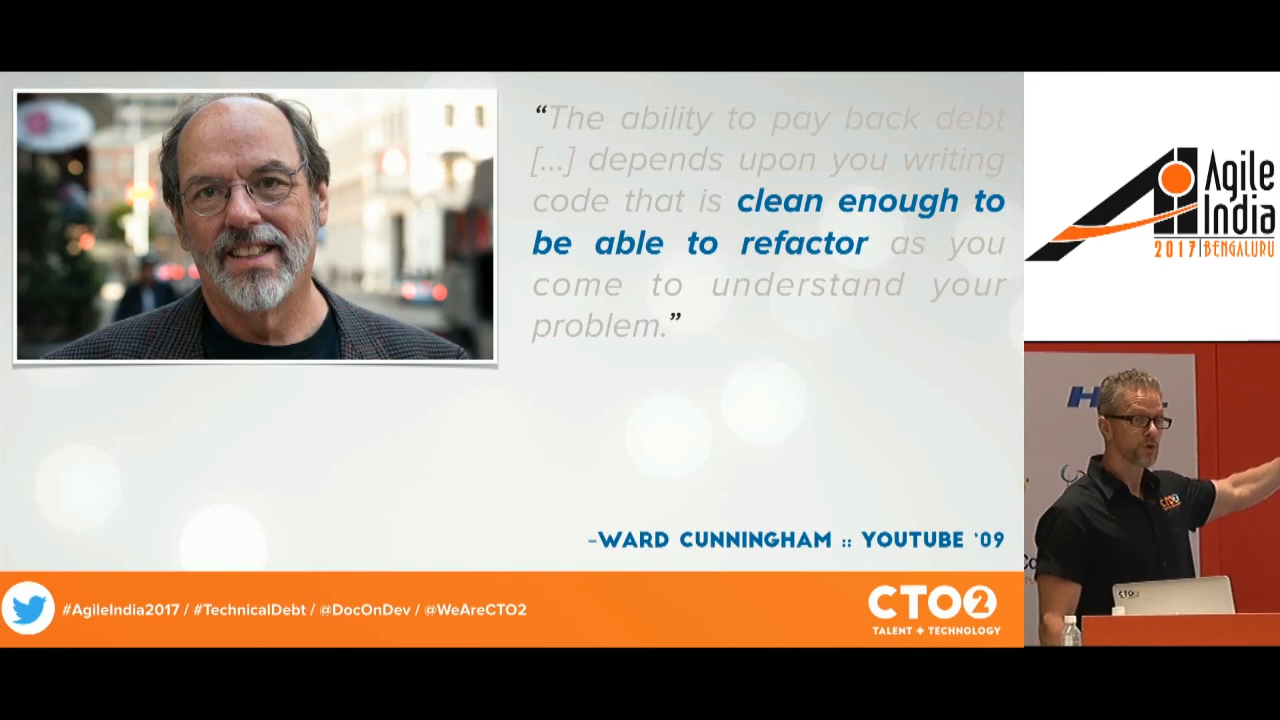 “The ability to pay back debt
[...] depends upon you writing
code that is clean enough to
be able to refactor as you
come to understand your
problem.”
–WARD CUNNINGHAM :: YOUTUBE ‘09
#AgileIndia2017 / #TechnicalDebt / @DocOnDev / @WeAreCTO2
CTO2
TALENT + TECHNOLOGY
Agile
India
2017 | BENGALURU
CTO2
CTO2